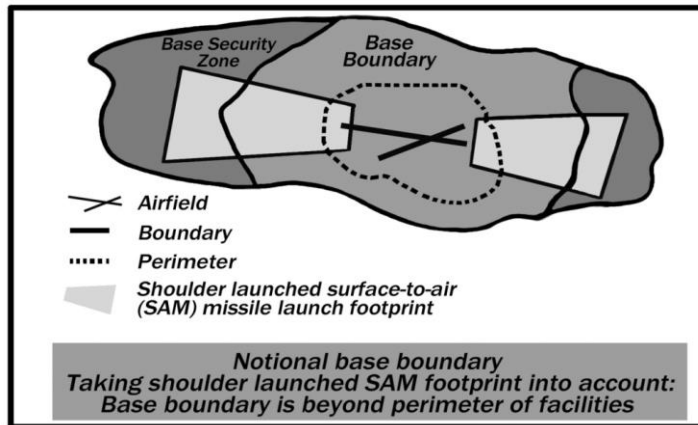 Base Security
Zone
Base
Boundary
Airfield
Boundary
Perimeter
Shoulder launched surface-to-air
(SAM) missile launch footprint
Notional base boundary
Taking shoulder launched SAM footprint into account:
Base boundary is beyond perimeter of facilities